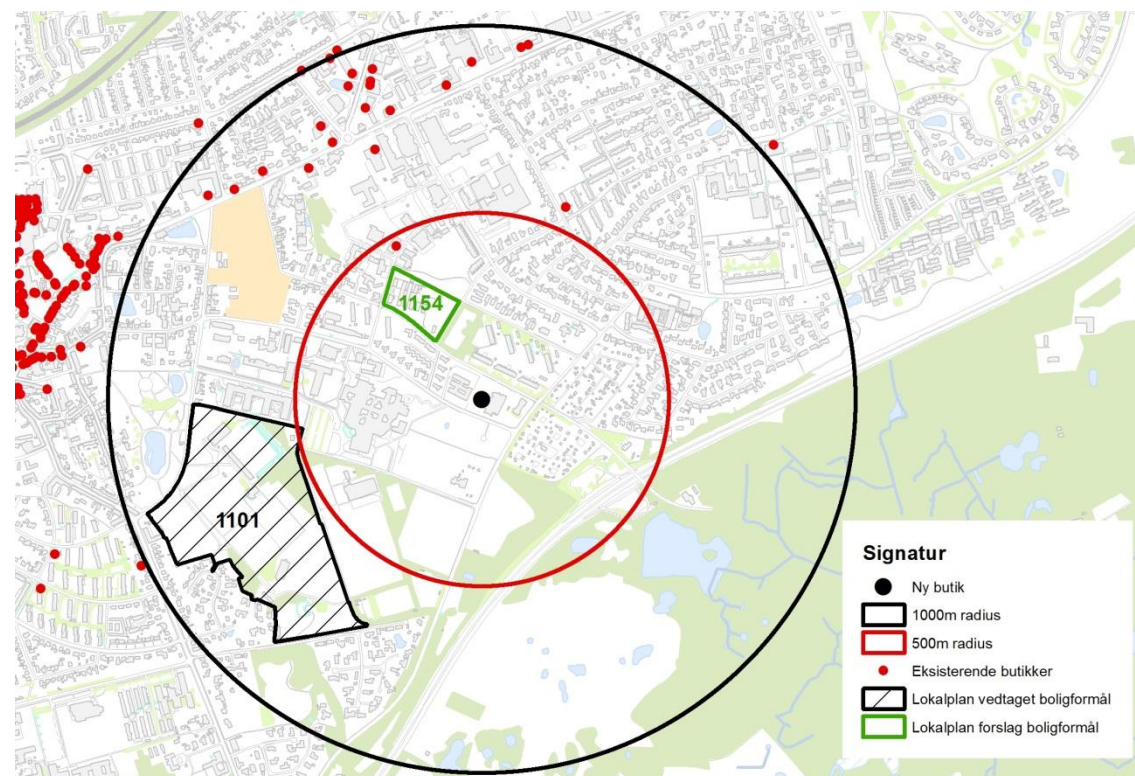 1154
1101
Signatur
Ny butik
1000m radius
500m radius
Eksisterende butikker
Lokalplan vedtaget boligformål
Lokalplan forslag boligformål